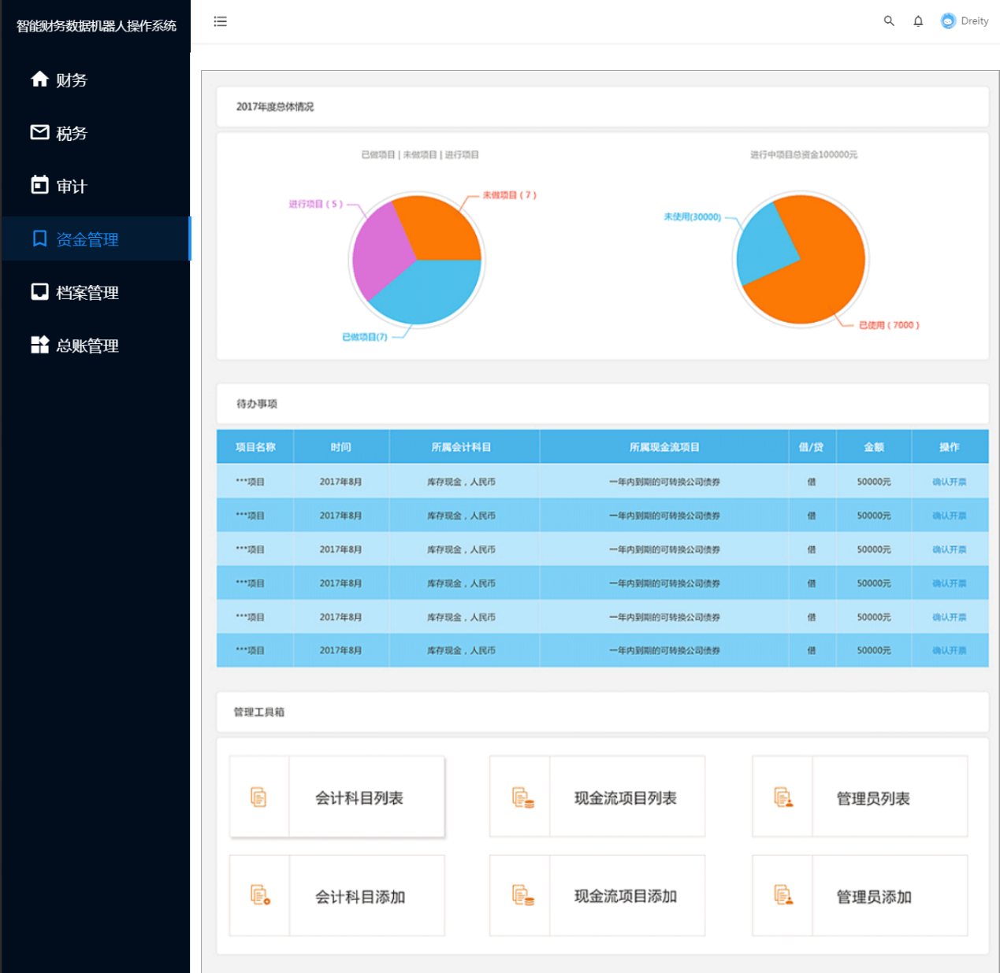 智能财务数据机器人操作系统
Dreity
财务
税务
审计
资金管理
档案管理
总账管理
2017年度总体情况
已做项目 | 未做项目 | 进行项目
进行项目 ( 5 )
未做项目 ( 7 )
已做项目(7)
进行中项目总资金100000元
未使用(30000)
已使用 ( 7000 )
待办事项
项目名称 时间 所属会计科目 所属现金流项目 借/贷 金额 操作
***项目 2017年8月 库存现金，人民币 一年内到期的可转换公司债券 借 50000元 确认开票
***项目 2017年8月 库存现金，人民币 一年内到期的可转换公司债券 借 50000元 确认开票
***项目 2017年8月 库存现金，人民币 一年内到期的可转换公司债券 借 50000元 确认开票
***项目 2017年8月 库存现金，人民币 一年内到期的可转换公司债券 借 50000元 确认开票
***项目 2017年8月 库存现金，人民币 一年内到期的可转换公司债券 借 50000元 确认开票
***项目 2017年8月 库存现金，人民币 一年内到期的可转换公司债券 借 50000元 确认开票
管理工具箱
会计科目列表 现金流项目列表 管理员列表
会计科目添加 现金流项目添加 管理员添加